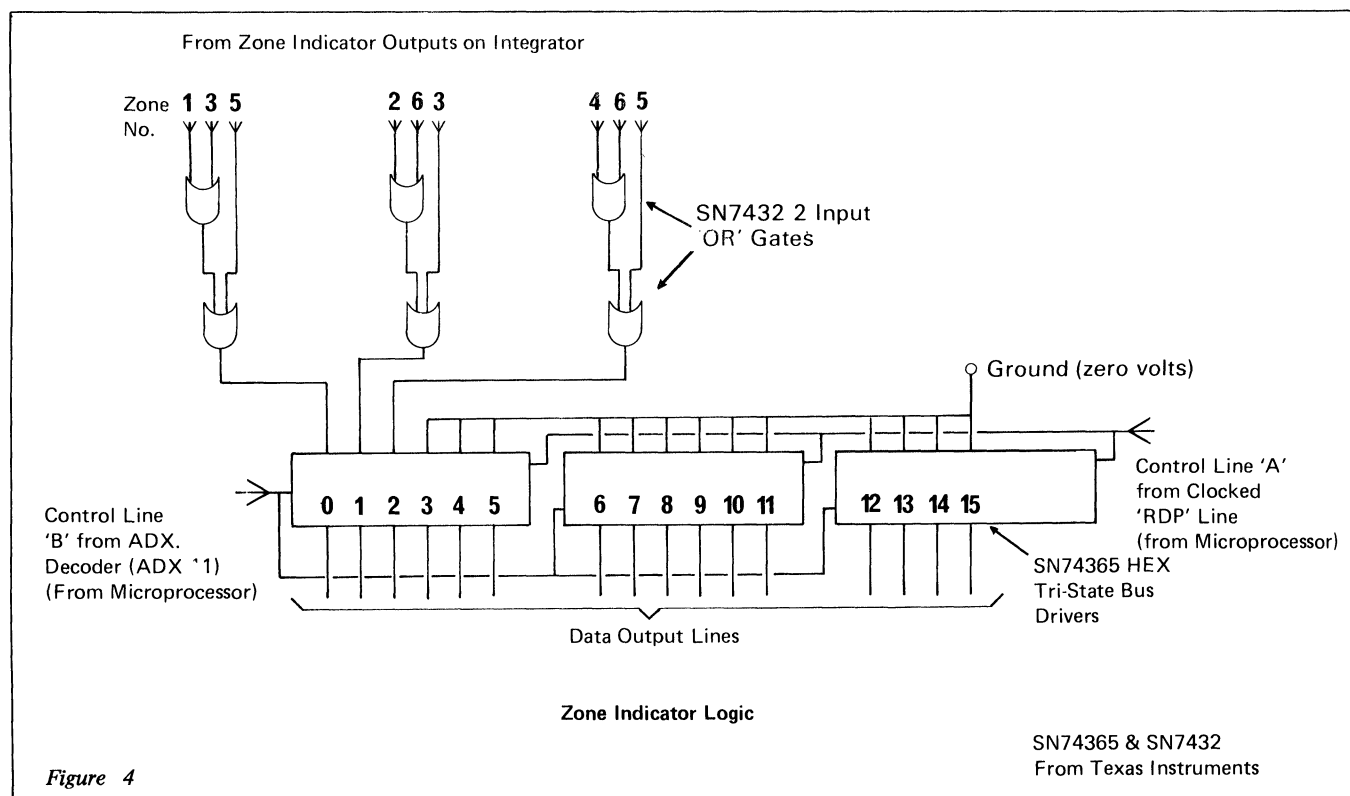 From Zone Indicator Outputs on Integrator
Zone 1 3 5 2 6 3 4 6 5
No.
SN7432 2 Input
'OR' Gates
Ground (zero volts)
Control Line 'A'
from Clocked
'RDP' Line
(from Microprocessor)
0 1 2 3 4 5 6 7 8 9 10 11 12 13 14 15
Control Line
'B' from ADX.
Decoder (ADX '1)
(From Microprocessor)
SN74365 HEX
Tri-State Bus
Drivers
Data Output Lines
Zone Indicator Logic
SN74365 & SN7432
From Texas Instruments
Figure 4